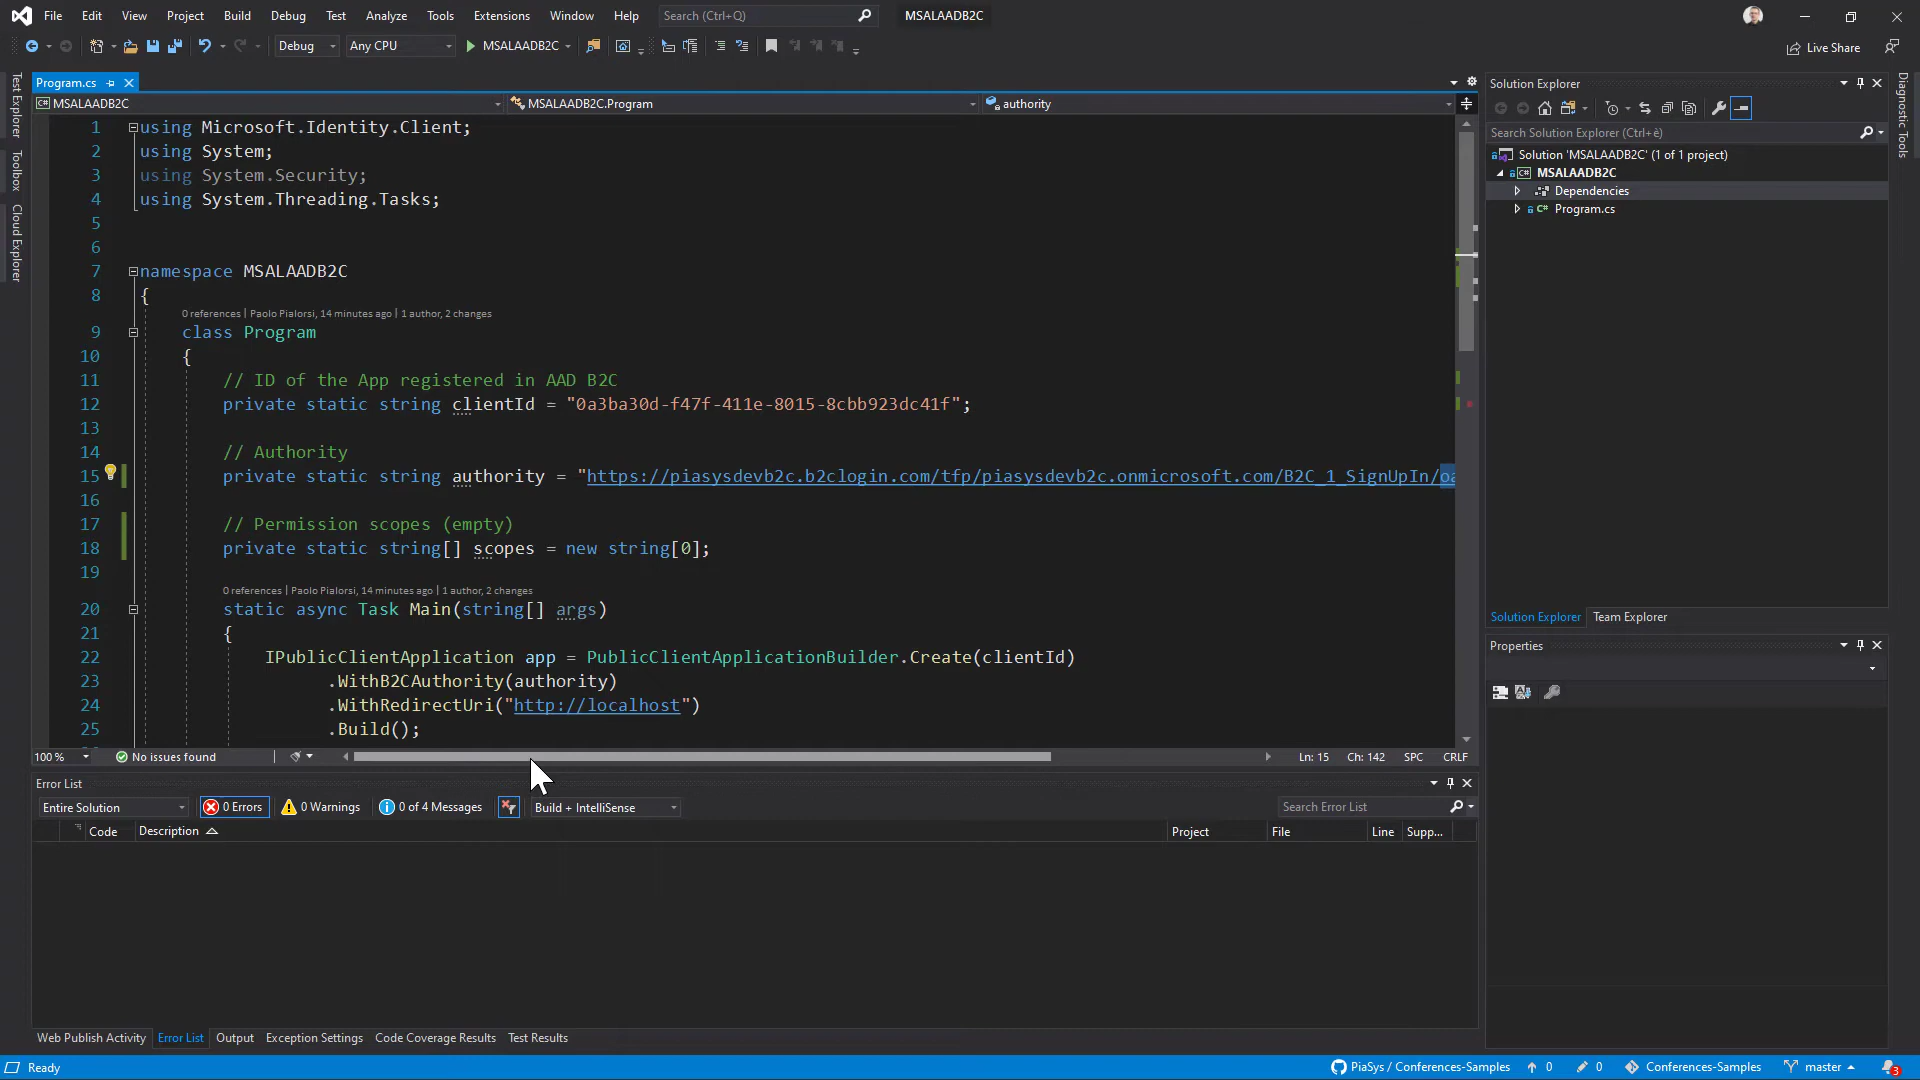 File Edit View Project Build Debug Test Analyze Tools Extensions Window Help Search (Ctrl+Q) MSALAADB2C
Debug Any CPU MSALAADB2C Live Share
Test Explorer
Toolbox
Cloud Explorer
Program.cs
MSALAADB2C MSALAADB2C.Program authority
1 using Microsoft.Identity.Client;
2 using System;
3 using System.Security;
4 using System.Threading.Tasks;
5
6
7 namespace MSALAADB2C
8 {
0 references | Paolo Pialorsi, 14 minutes ago | 1 author, 2 changes
9 class Program
10 {
11 // ID of the App registered in AAD B2C
12 private static string clientId = "0a3ba30d-f47f-411e-8015-8cbb923dc41f";
13
14 // Authority
15 private static string authority = "https://piasysdevb2c.b2clogin.com/tfp/piasysdevb2c.onmicrosoft.com/B2C_1_SignUpIn/oa
16
17 // Permission scopes (empty)
18 private static string[] scopes = new string[0];
19
0 references | Paolo Pialorsi, 14 minutes ago | 1 author, 2 changes
20 static async Task Main(string[] args)
21 {
22 IPublicClientApplication app = PublicClientApplicationBuilder.Create(clientId)
23 .WithB2CAuthority(authority)
24 .WithRedirectUri("http://localhost")
25 .Build();
100 % No issues found Ln: 15 Ch: 142 SPC CRLF
Error List
Entire Solution 0 Errors 0 Warnings 0 of 4 Messages Build + IntelliSense Search Error List
Code Description Project File Line Supp...
Web Publish Activity Error List Output Exception Settings Code Coverage Results Test Results
Solution Explorer
Search Solution Explorer (Ctrl+è)
Solution 'MSALAADB2C' (1 of 1 project)
MSALAADB2C
Dependencies
Program.cs
Solution Explorer Team Explorer
Properties
Diagnostic Tools
Ready PiaSys / Conferences-Samples 0 0 Conferences-Samples master 3